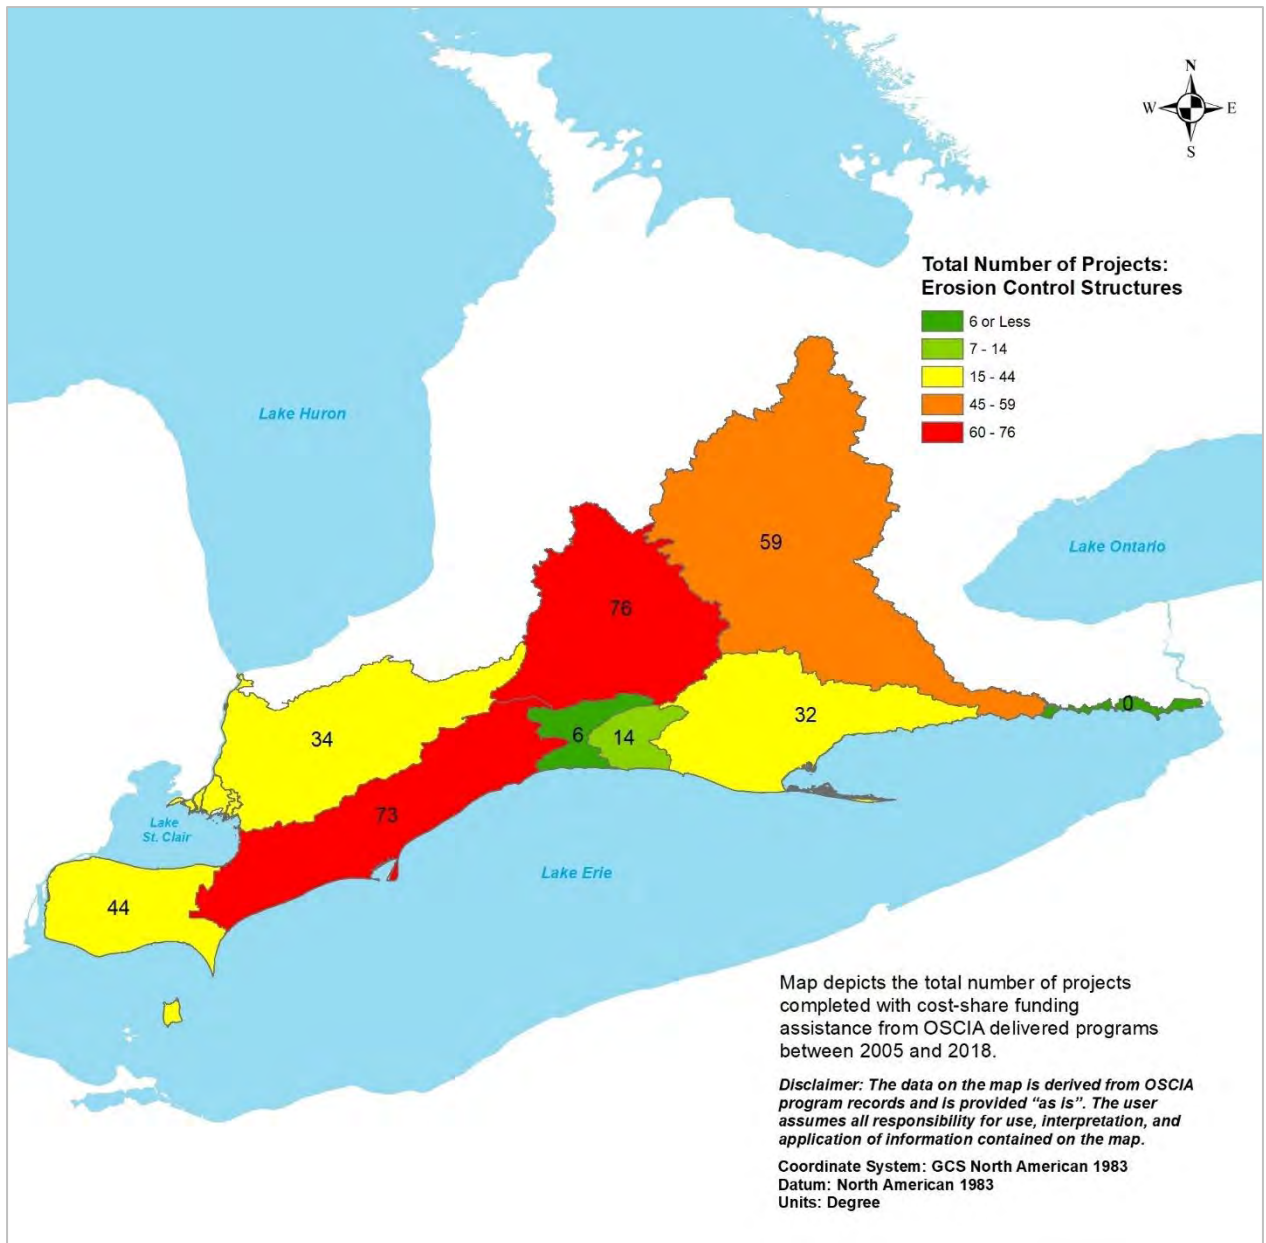 N
W E
S
Total Number of Projects:
Erosion Control Structures
6 or Less
7 - 14
15 - 44
45 - 59
60 - 76
Lake Huron
Lake Ontario
59
76
0
32
34
6
14
73
Lake
St. Clair
Lake Erie
44
Map depicts the total number of projects
completed with cost-share funding
assistance from OSCIA delivered programs
between 2005 and 2018.
Disclaimer: The data on the map is derived from OSCIA
program records and is provided “as is”. The user
assumes all responsibility for use, interpretation, and
application of information contained on the map.
Coordinate System: GCS North American 1983
Datum: North American 1983
Units: Degree